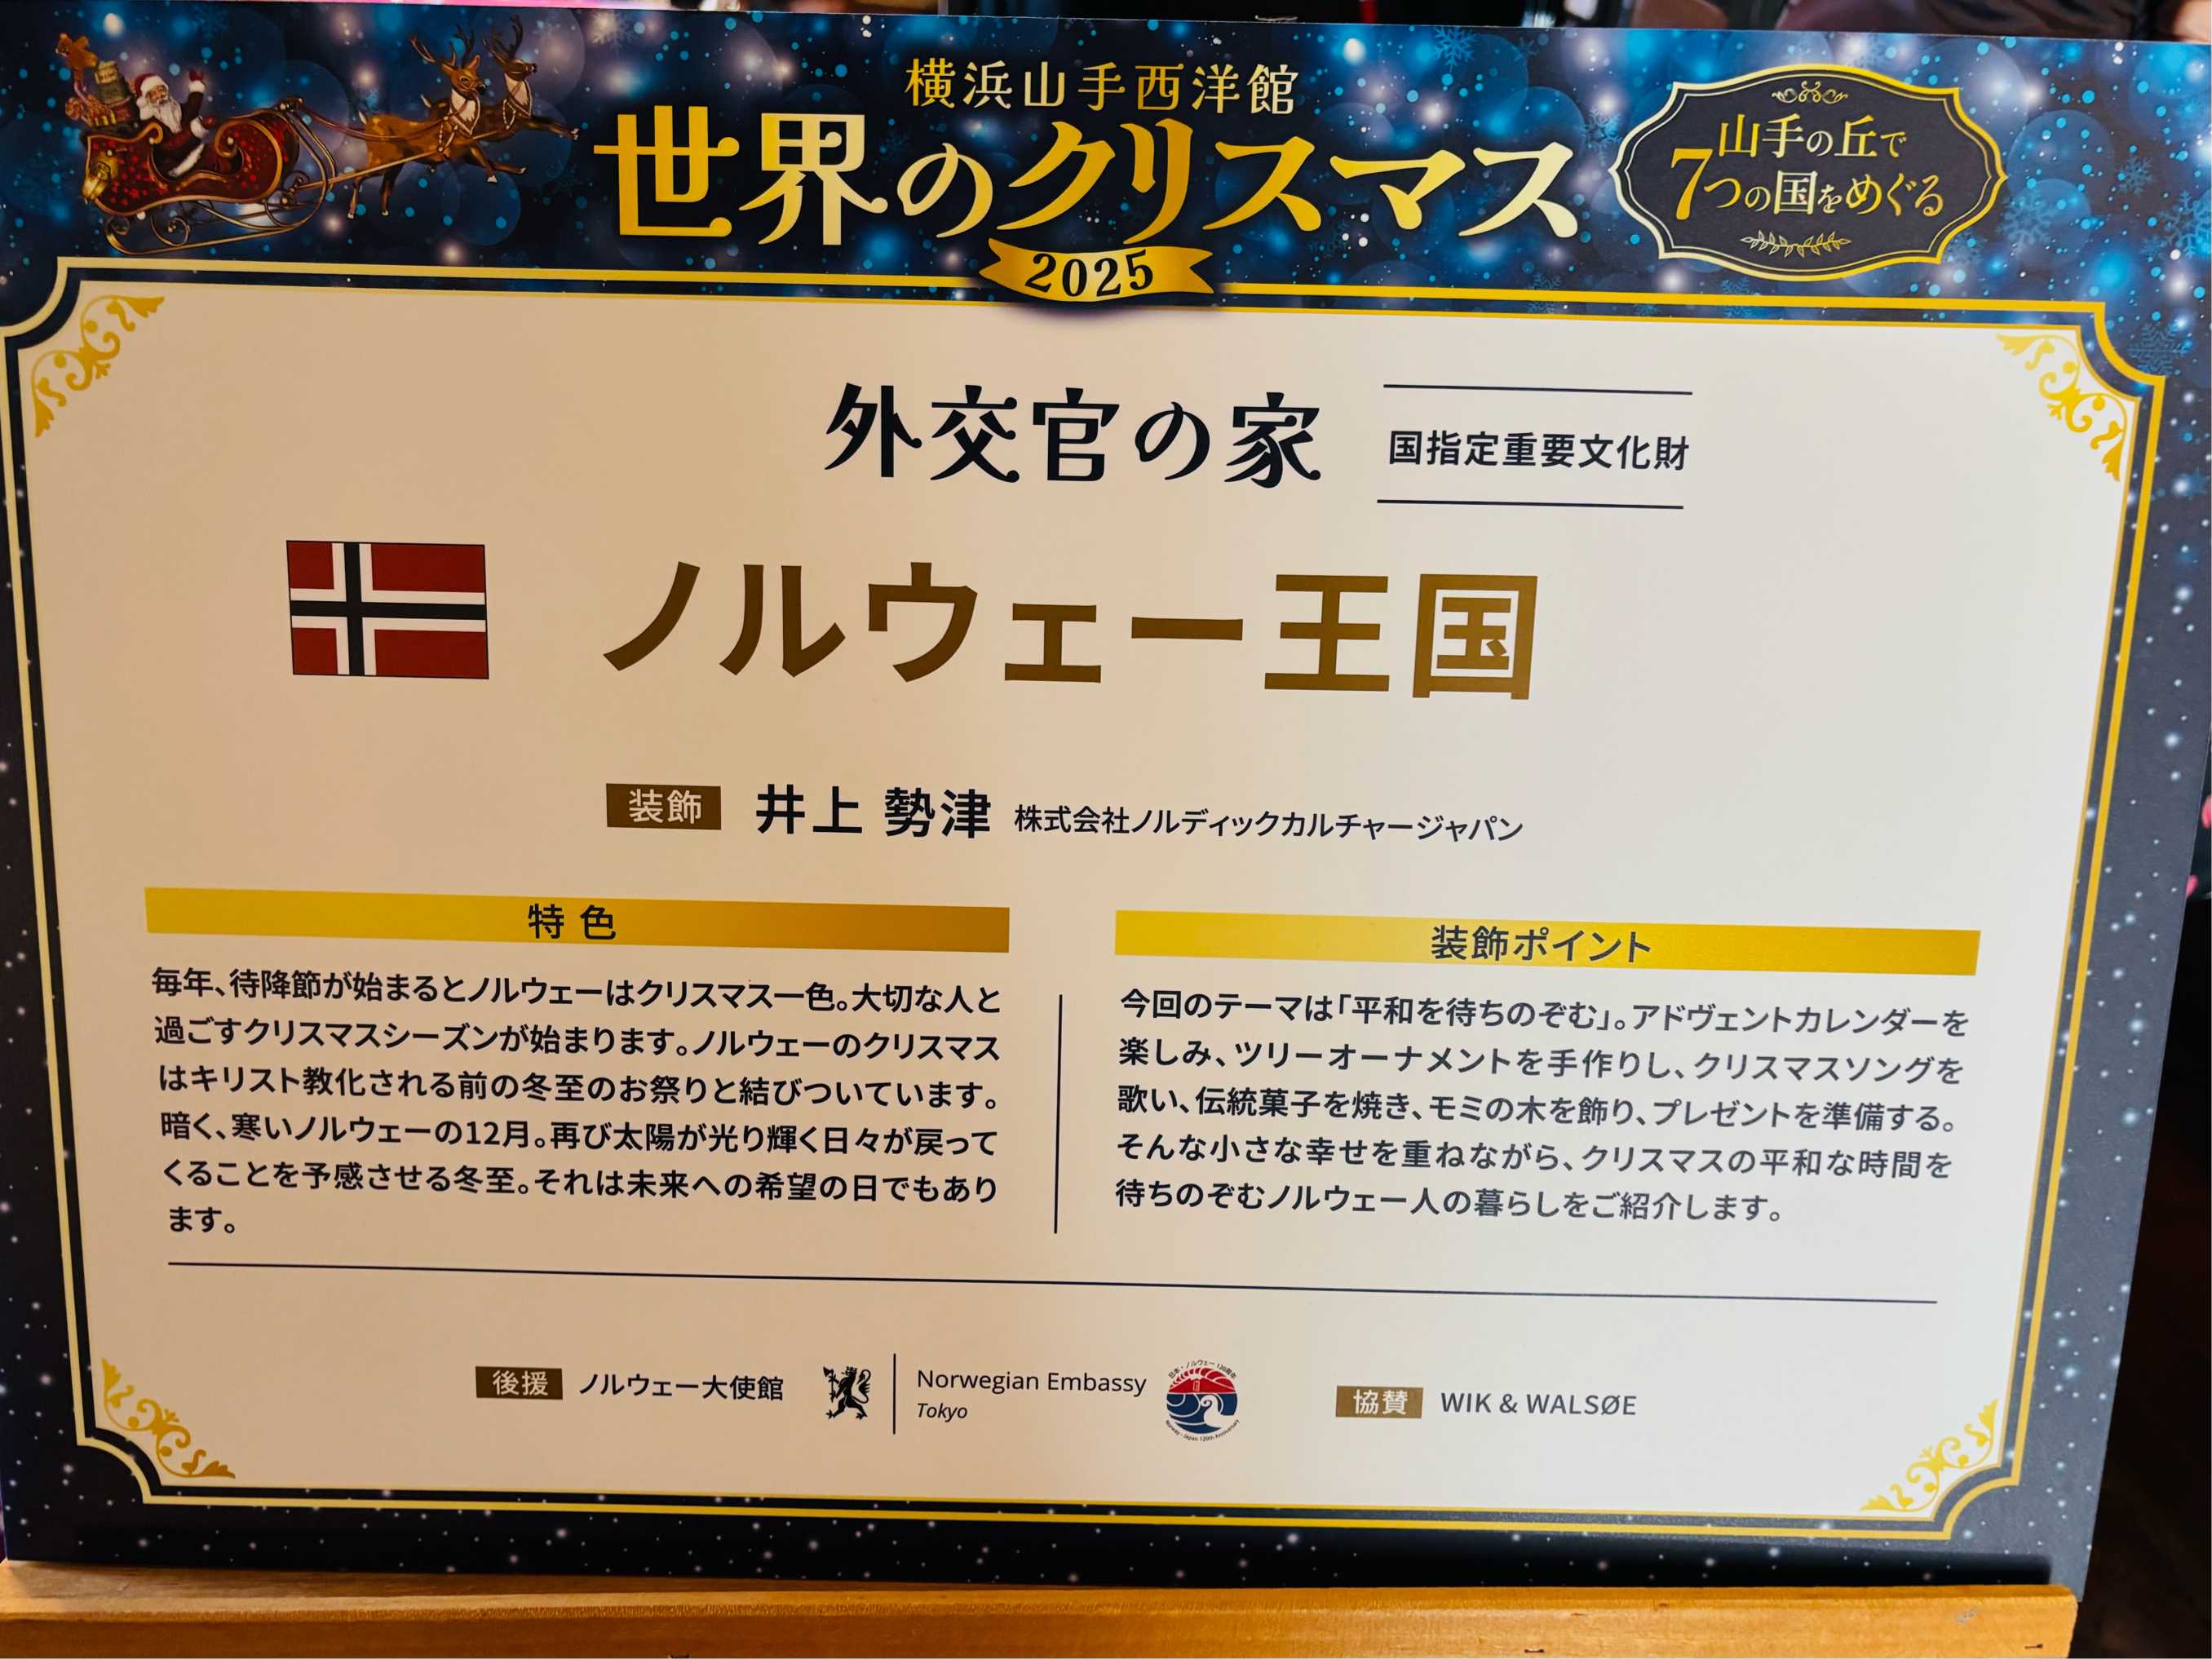 横浜山手西洋館
世界のクリスマス
2025
山手の丘で
7つの国をめぐる
外交官の家
国指定重要文化財
ノルウェー王国
装飾 井上 勢津 株式会社ノルディックカルチャージャパン
特色
毎年、待降節が始まるとノルウェーはクリスマス一色。大切な人と
過ごすクリスマスシーズンが始まります。ノルウェーのクリスマス
はキリスト教化される前の冬至のお祭りと結びついています。
暗く、寒いノルウェーの12月。再び太陽が光り輝く日々が戻って
くることを予感させる冬至。それは未来への希望の日でもあり
ます。
装飾ポイント
今回のテーマは「平和を待ちのぞむ」。アドヴェントカレンダーを
楽しみ、ツリーオーナメントを手作りし、クリスマスソングを
歌い、伝統菓子を焼き、モミの木を飾り、プレゼントを準備する。
そんな小さな幸せを重ねながら、クリスマスの平和な時間を
待ちのぞむノルウェー人の暮らしをご紹介します。
後援 ノルウェー大使館
Norwegian Embassy
Tokyo
日本・ノルウェー 120周年
Norway - Japan 120th Anniversary
協賛 WIK & WALSØE